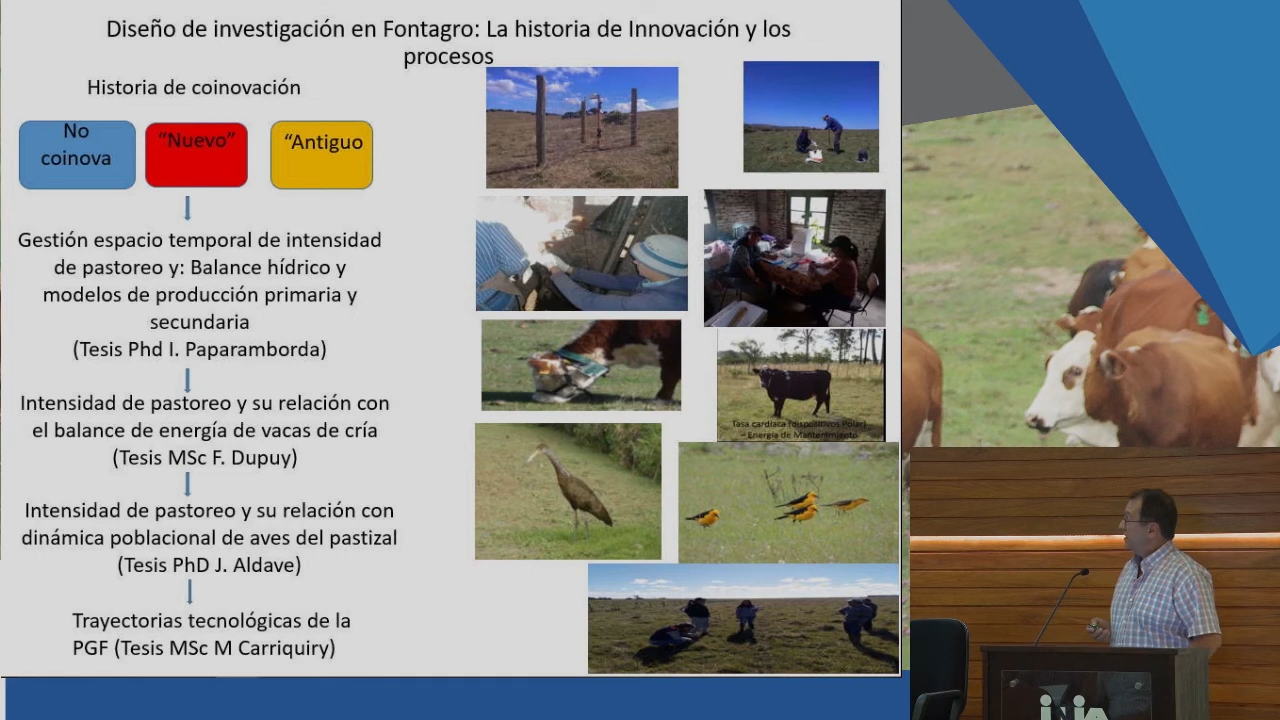 Diseño de investigación en Fontagro: La historia de Innovación y los
procesos
Historia de coinovación
No
coinova
“Nuevo”
“Antiguo
Gestión espacio temporal de intensidad
de pastoreo y: Balance hídrico y
modelos de producción primaria y
secundaria
(Tesis Phd I. Paparamborda)
Intensidad de pastoreo y su relación con
el balance de energía de vacas de cría
(Tesis MSc F. Dupuy)
Intensidad de pastoreo y su relación con
dinámica poblacional de aves del pastizal
(Tesis PhD J. Aldave)
Trayectorias tecnológicas de la
PGF (Tesis MSc M Carriquiry)
Tasa cardíaca (dispositivos Polar)
– Energía de Mantenimiento
inia